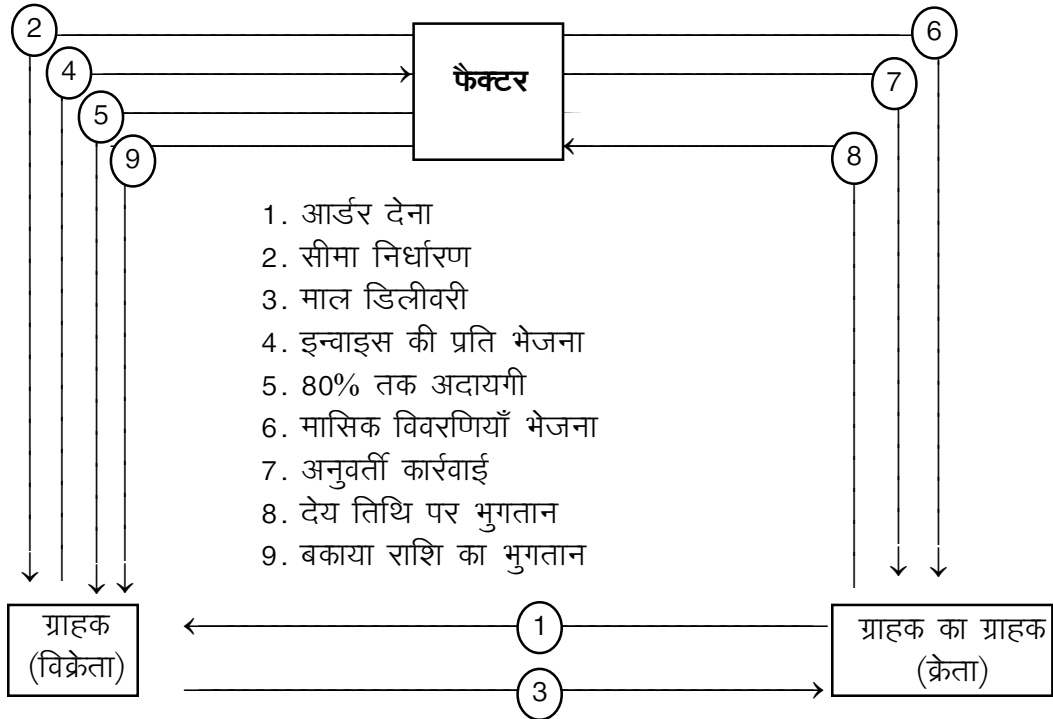 2
4
5
9
फैक्टर
6
7
8
1. आर्डर देना
2. सीमा निर्धारण
3. माल डिलीवरी
4. इन्वाइस की प्रति भेजना
5. 80% तक अदायगी
6. मासिक विवरणियाँ भेजना
7. अनुवर्ती कार्रवाई
8. देय तिथि पर भुगतान
9. बकाया राशि का भुगतान
ग्राहक
(विक्रेता)
1
3
ग्राहक का ग्राहक
(क्रेता)